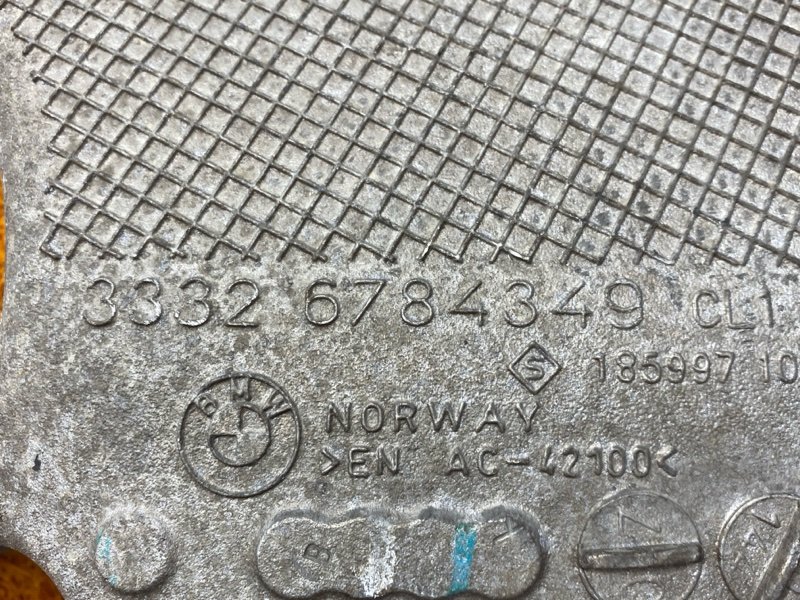 3332 6784349 CL1
S 185997 10
BMW
NORWAY
>EN AC-42100<
B